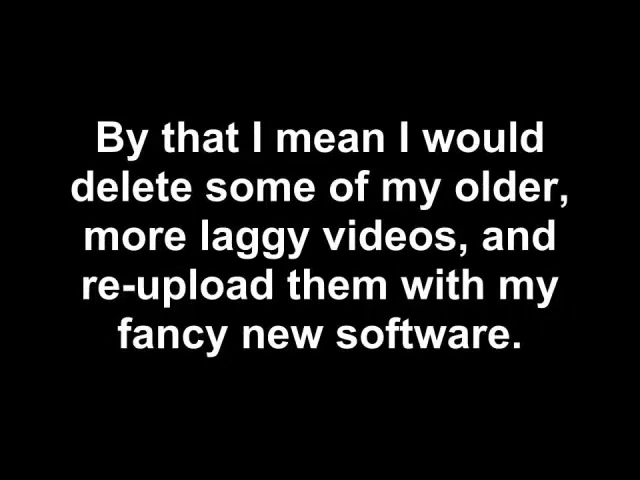 By that I mean I would
delete some of my older,
more laggy videos, and
re-upload them with my
fancy new software.